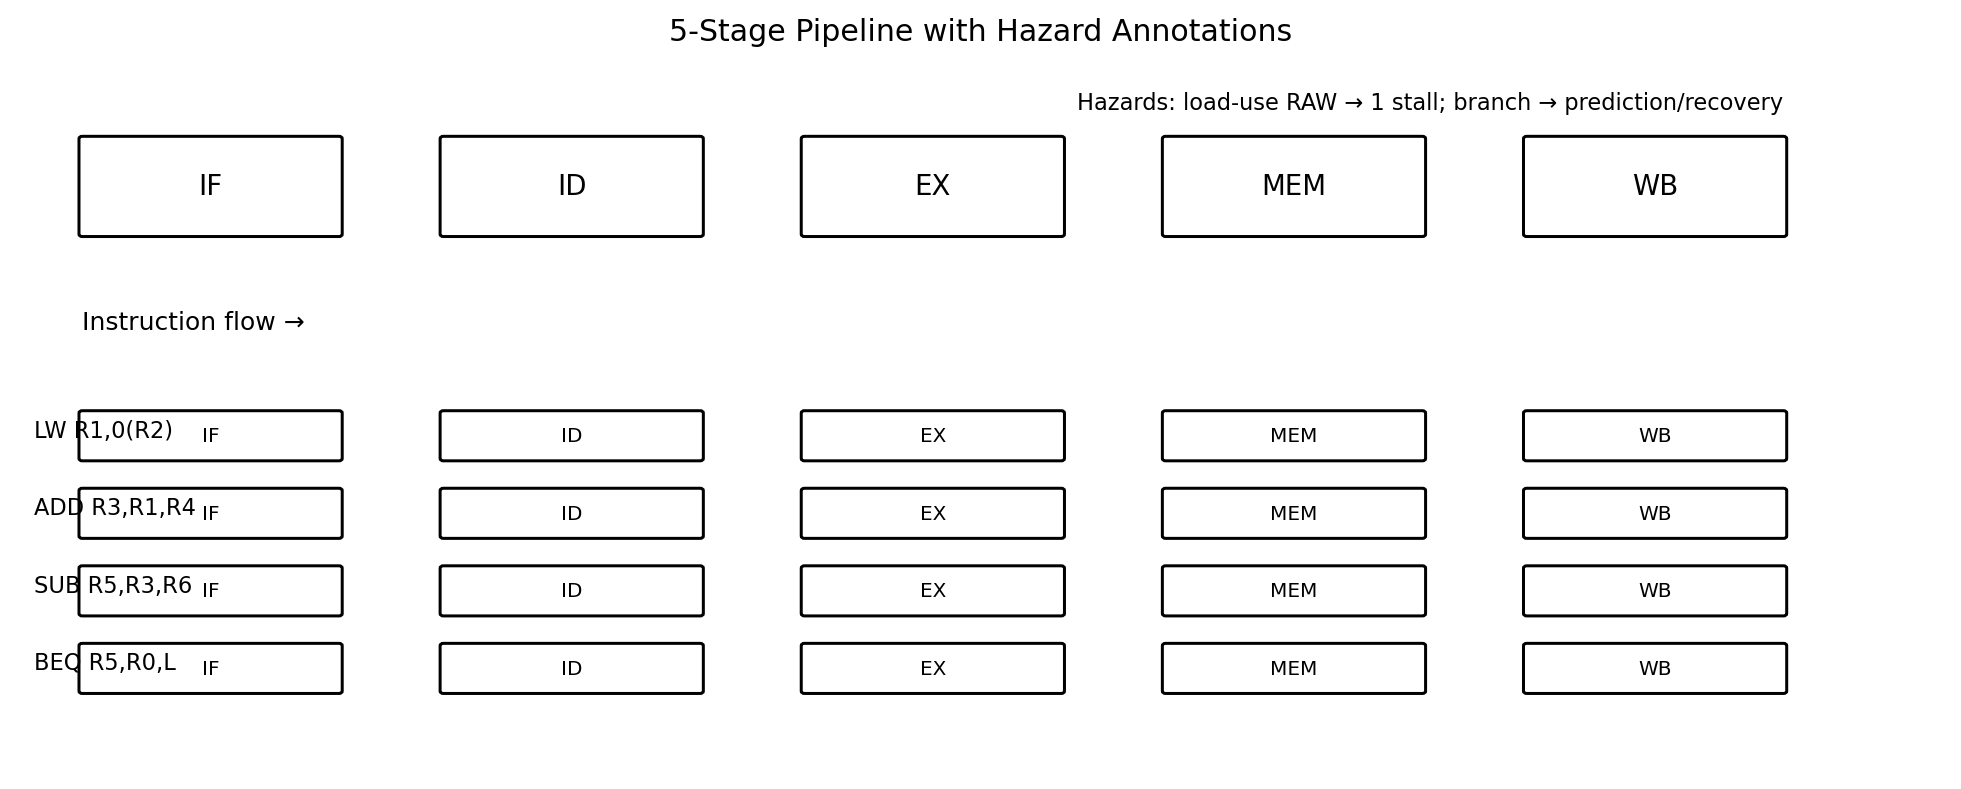 5-Stage Pipeline with Hazard Annotations
Hazards: load-use RAW → 1 stall; branch → prediction/recovery
IF ID EX MEM WB
Instruction flow →
LW R1,0(R2) IF ID EX MEM WB
ADD R3,R1,R4 IF ID EX MEM WB
SUB R5,R3,R6 IF ID EX MEM WB
BEQ R5,R0,L IF ID EX MEM WB